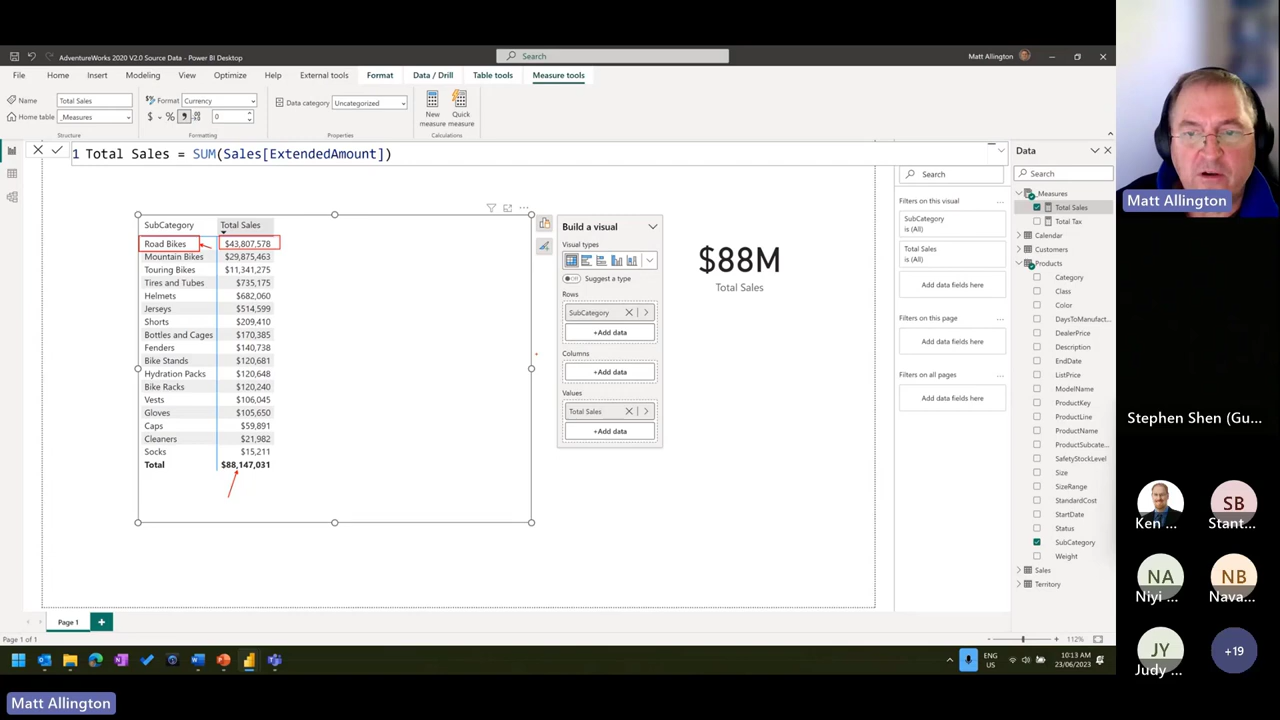 AdventureWorks 2020 V2.0 Source Data - Power BI Desktop
Search
Matt Allington
File Home Insert Modeling View Optimize Help External tools Format Data / Drill Table tools Measure tools
Name Total Sales
Format Currency
Data category Uncategorized
New measure
Quick measure
Home table _Measures
$ % 0
Structure Formatting Properties Calculations
1 Total Sales = SUM(Sales[ExtendedAmount])
SubCategory Total Sales
Road Bikes $43,807,578
Mountain Bikes $29,875,463
Touring Bikes $11,341,275
Tires and Tubes $735,175
Helmets $682,060
Jerseys $514,599
Shorts $209,410
Bottles and Cages $170,385
Fenders $140,738
Bike Stands $120,681
Hydration Packs $120,648
Bike Racks $120,240
Vests $106,045
Gloves $105,650
Caps $59,891
Cleaners $21,982
Socks $15,211
Total $88,147,031
Build a visual
Visual types
Suggest a type
Rows
SubCategory
+Add data
Columns
+Add data
Values
Total Sales
+Add data
$88M
Total Sales
Search
Filters on this visual
SubCategory
is (All)
Total Sales
is (All)
Add data fields here
Filters on this page
Add data fields here
Filters on all pages
Add data fields here
Data
Search
_Measures
Total Sales
Total Tax
Calendar
Customers
Products
Category
Class
Color
DaysToManufact...
DealerPrice
Description
EndDate
ListPrice
ModelName
ProductKey
ProductLine
ProductName
ProductSubcate...
SafetyStockLevel
Size
SizeRange
StandardCost
StartDate
Status
SubCategory
Weight
Sales
Territory
Page 1
Page 1 of 1
112%
ENG
US
10:13 AM
23/06/2023
Matt Allington
Matt Allington
Stephen Shen (Gu...
Ken ...
SB
Stant...
NA
Niyi ...
NB
Nava...
JY
Judy ...
+19